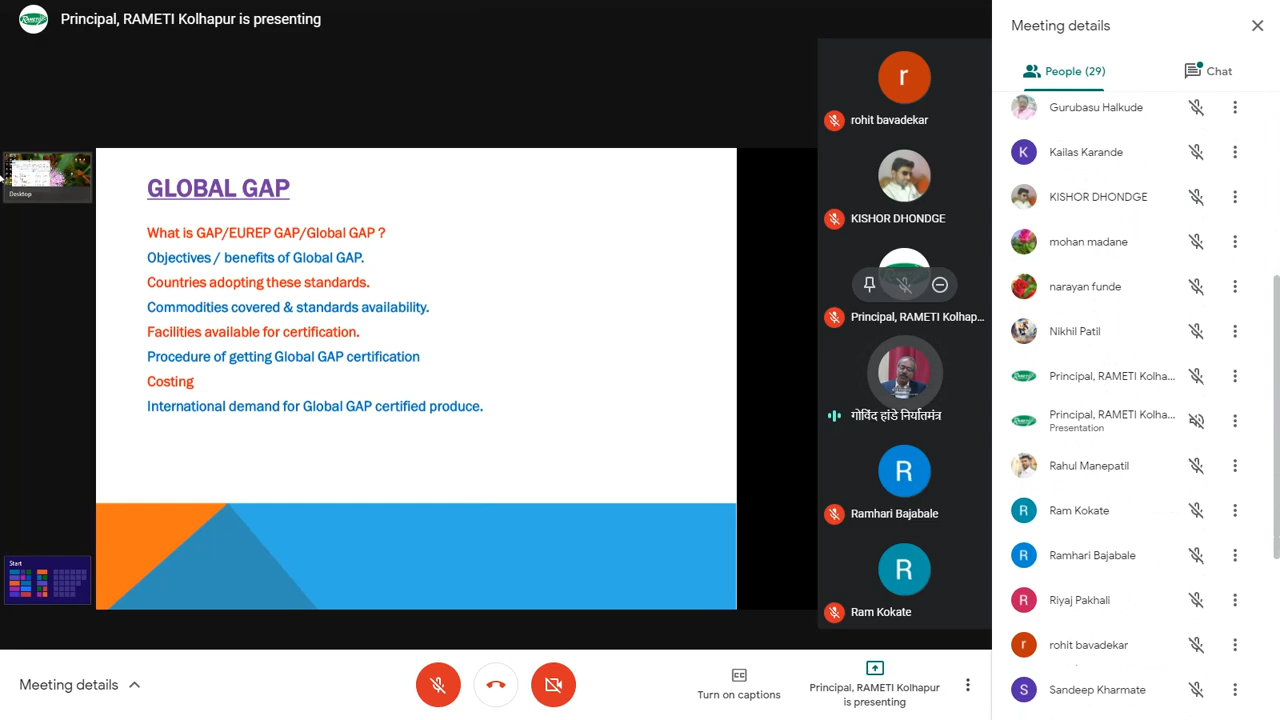 Principal, RAMETI Kolhapur is presenting
Desktop
GLOBAL GAP
What is GAP/EUREP GAP/Global GAP ?
Objectives / benefits of Global GAP.
Countries adopting these standards.
Commodities covered & standards availability.
Facilities available for certification.
Procedure of getting Global GAP certification
Costing
International demand for Global GAP certified produce.
Start
r
rohit bavadekar
KISHOR DHONDGE
Principal, RAMETI Kolhap...
गोविंद हांडे निर्यातमंत्र
R
Ramhari Bajabale
R
Ram Kokate
Meeting details
People (29)
Chat
Gurubasu Halkude
K
Kailas Karande
KISHOR DHONDGE
mohan madane
narayan funde
Nikhil Patil
Principal, RAMETI Kolha...
Principal, RAMETI Kolha...
Presentation
Rahul Manepatil
R
Ram Kokate
R
Ramhari Bajabale
R
Riyaj Pakhali
r
rohit bavadekar
S
Sandeep Kharmate
Meeting details
CC
Turn on captions
Principal, RAMETI Kolhapur
is presenting